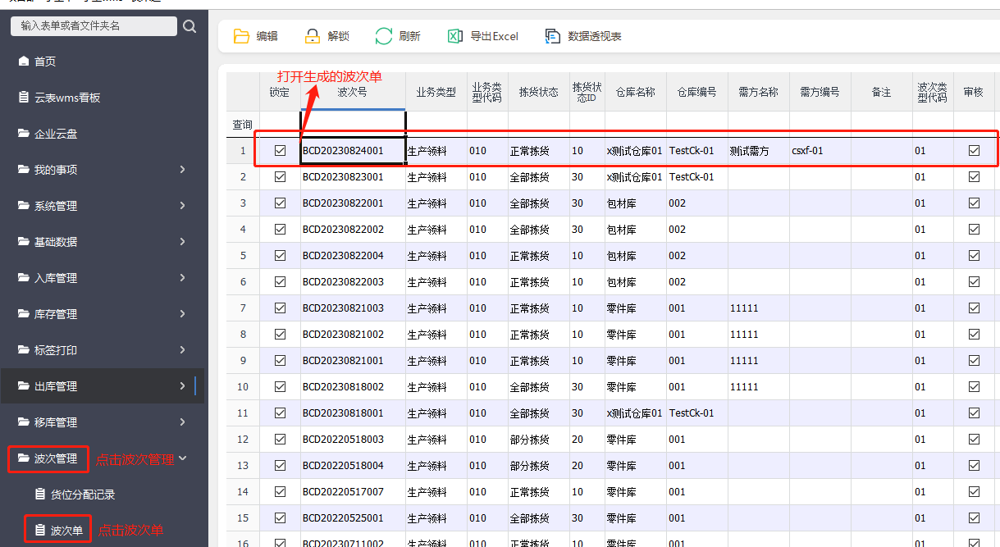 输入表单或者文件夹名
首页
云表wms看板
企业云盘
我的事项
系统管理
基础数据
入库管理
库存管理
标签打印
出库管理
移库管理
波次管理 点击波次管理
货位分配记录
波次单 点击波次单
编辑 解锁 刷新 导出Excel 数据透视表
打开生成的波次单
锁定 波次号 业务类型 业务类型代码 拣货状态 拣货状态ID 仓库名称 仓库编号 需方名称 需方编号 备注 波次类型代码 审核
查询
1 BCD20230824001 生产领料 010 正常拣货 10 x测试仓库01 TestCk-01 测试需方 csxf-01 01
2 BCD20230823001 生产领料 010 全部拣货 30 x测试仓库01 TestCk-01 01
3 BCD20230822001 生产领料 010 全部拣货 30 包材库 002 01
4 BCD20230822002 生产领料 010 全部拣货 30 包材库 002 01
5 BCD20230822004 生产领料 010 正常拣货 10 包材库 002 01
6 BCD20230822003 生产领料 010 正常拣货 10 包材库 002 01
7 BCD20230821003 生产领料 010 正常拣货 10 零件库 001 11111 01
8 BCD20230821002 生产领料 010 正常拣货 10 零件库 001 11111 01
9 BCD20230821001 生产领料 010 正常拣货 10 零件库 001 11111 01
10 BCD20230818002 生产领料 010 全部拣货 30 零件库 001 11111 01
11 BCD20230818001 生产领料 010 全部拣货 30 x测试仓库01 TestCk-01 01
12 BCD20220518003 生产领料 010 部分拣货 20 零件库 001 01
13 BCD20220518004 生产领料 010 部分拣货 20 零件库 001 01
14 BCD20220517007 生产领料 010 正常拣货 10 零件库 001 01
15 BCD20220525001 生产领料 010 全部拣货 30 零件库 001 01
16 BCD20230711002 生产领料 010 正常拣货 10 零件库 001 01